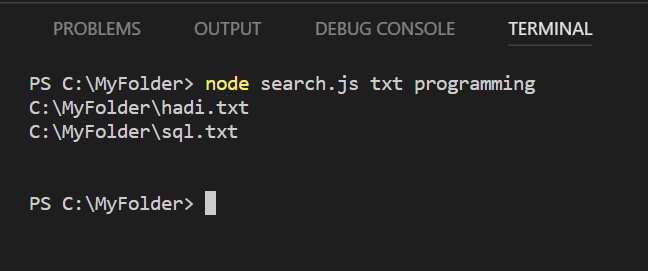 PROBLEMS OUTPUT DEBUG CONSOLE TERMINAL
PS C:\MyFolder> node search.js txt programming
C:\MyFolder\hadi.txt
C:\MyFolder\sql.txt
PS C:\MyFolder>